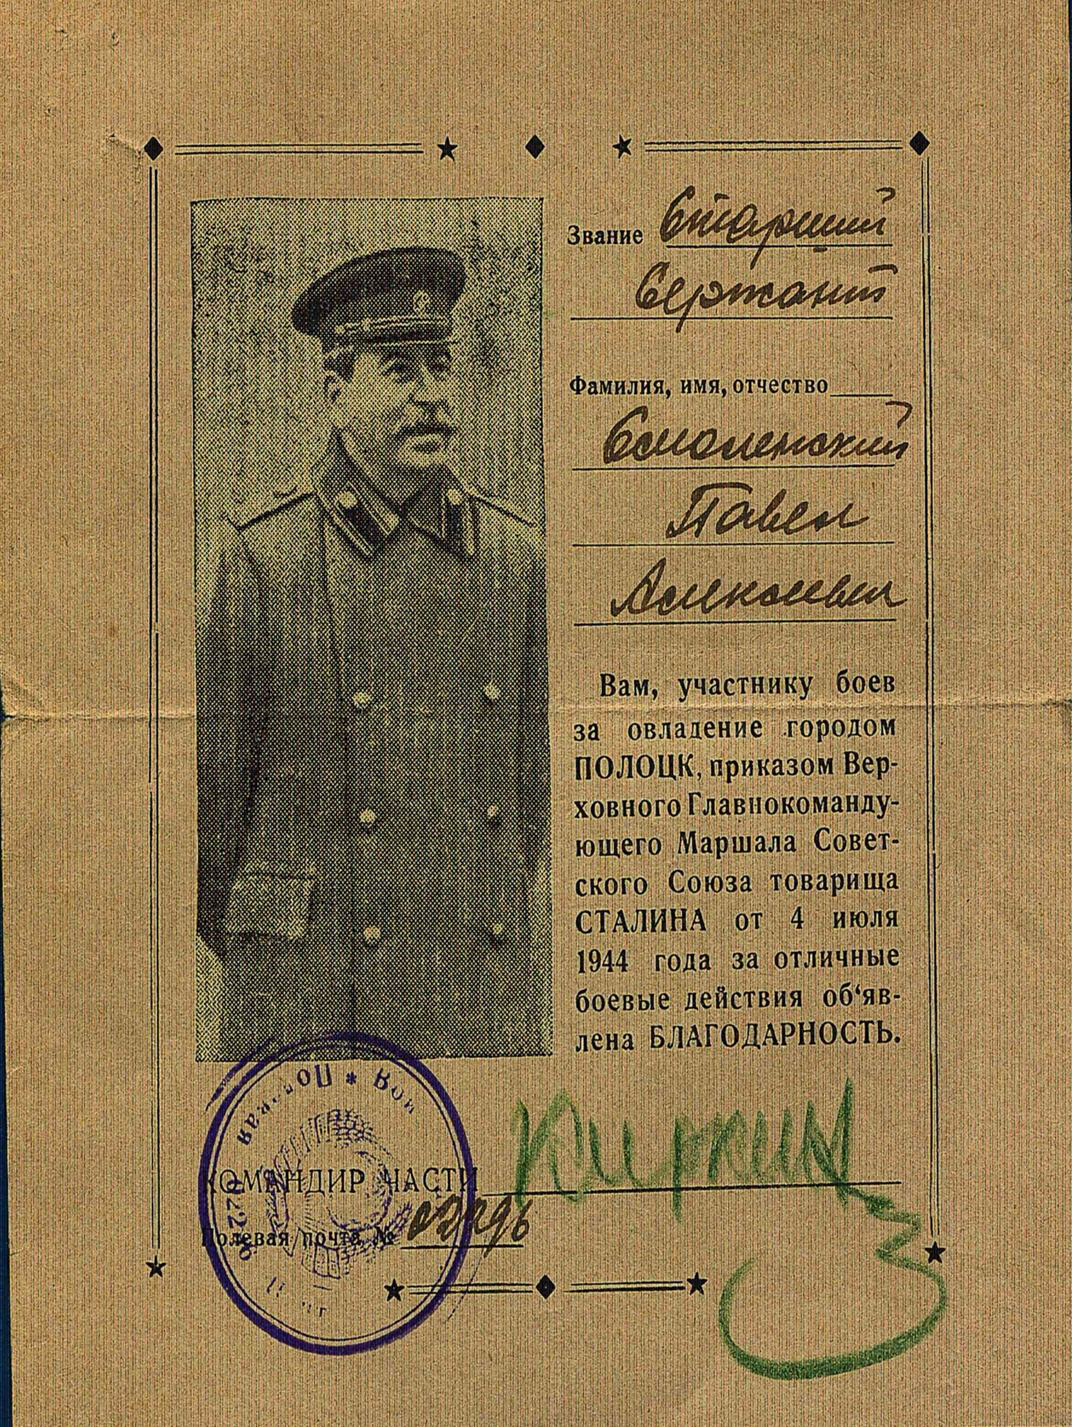 Звание Старший
Сержант
Фамилия, имя, отчество
Смоленский
Павел
Алексеевич
Вам, участнику боев
за овладение городом
ПОЛОЦК, приказом Вер-
ховного Главнокоманду-
ющего Маршала Совет-
ского Союза товарища
СТАЛИНА от 4 июля
1944 года за отличные
боевые действия об‘яв-
лена БЛАГОДАРНОСТЬ.
КОМАНДИР ЧАСТИ
Полевая почта №